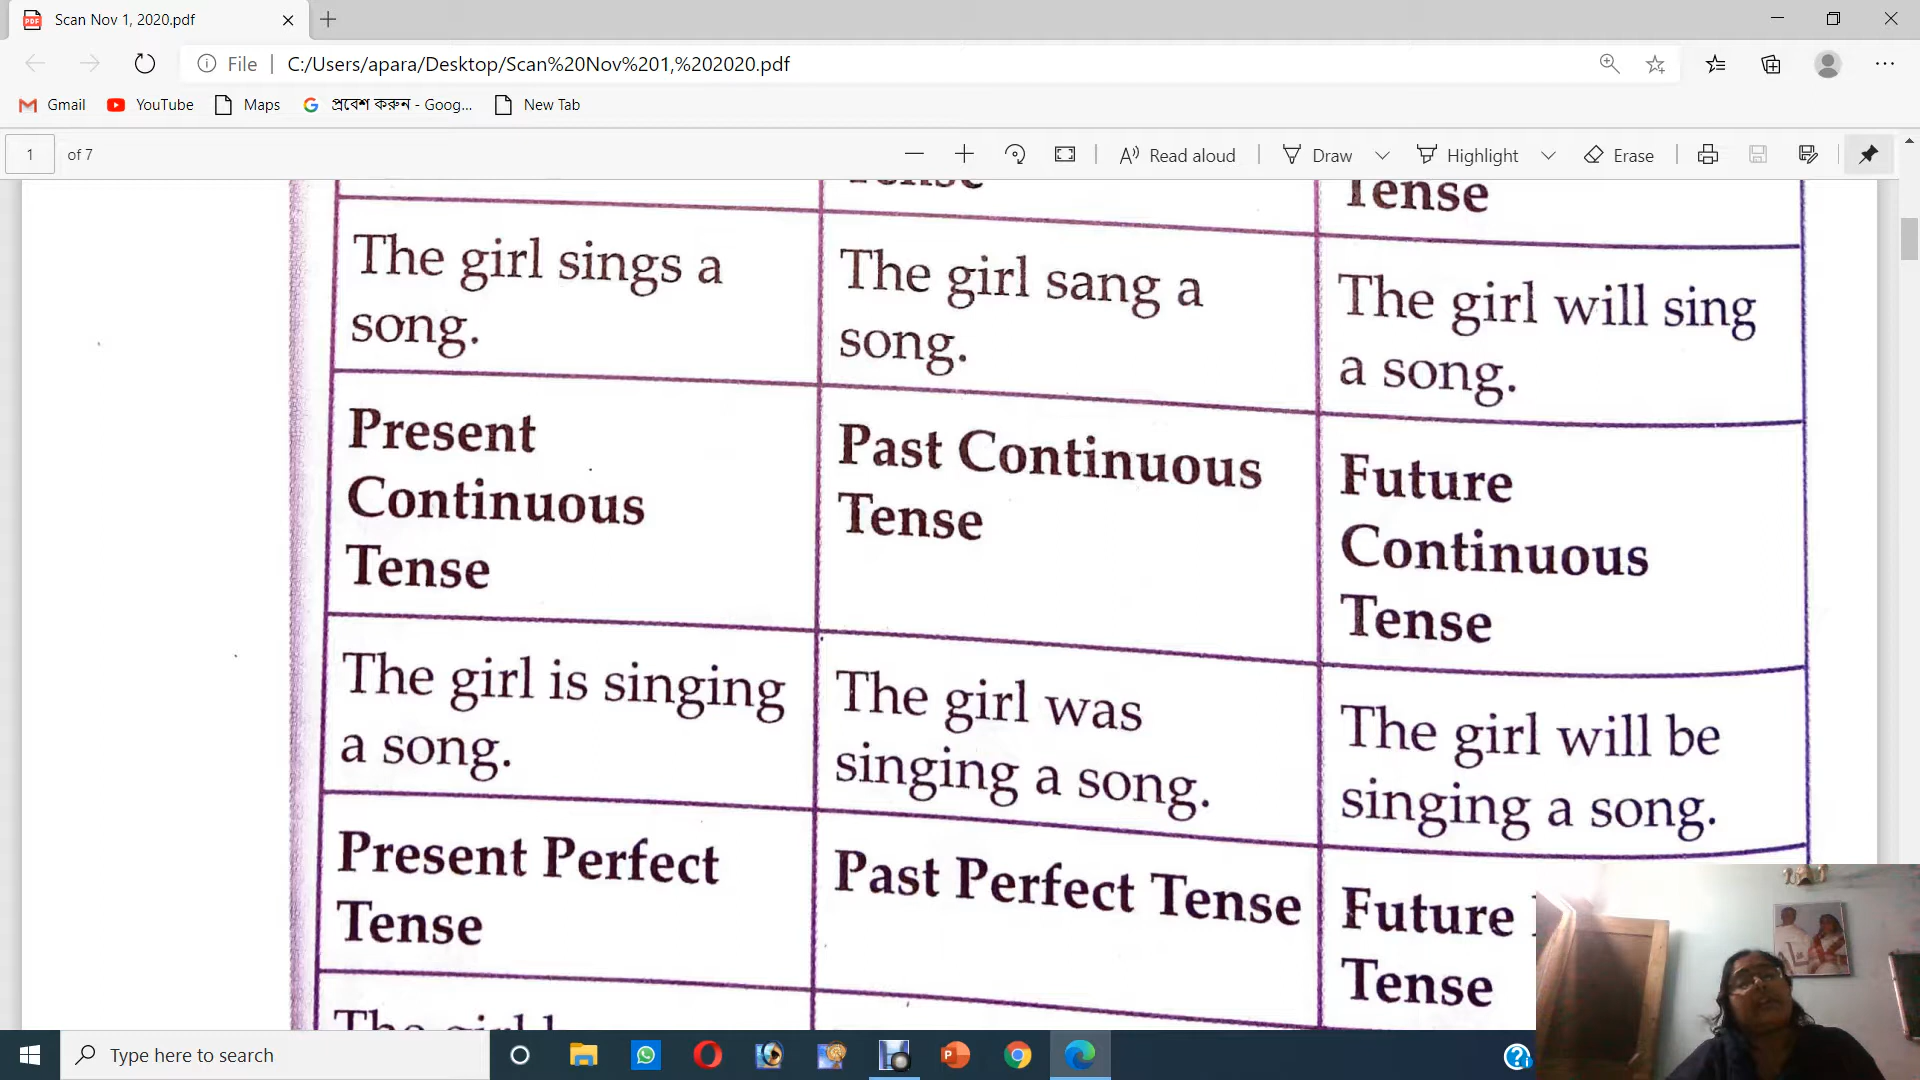 Scan Nov 1, 2020.pdf
File | C:/Users/apara/Desktop/Scan%20Nov%201,%202020.pdf
Gmail YouTube Maps প্রবেশ করুন - Goog... New Tab
1 of 7 Read aloud Draw Highlight Erase
Tense Tense
The girl sings a
song.
The girl sang a
song.
The girl will sing
a song.
Present
Continuous
Tense
Past Continuous
Tense
Future
Continuous
Tense
The girl is singing
a song.
The girl was
singing a song.
The girl will be
singing a song.
Present Perfect
Tense
Past Perfect Tense
Future
Tense
The girl
Type here to search